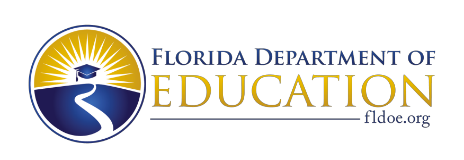 FLORIDA DEPARTMENT OF
EDUCATION
fldoe.org